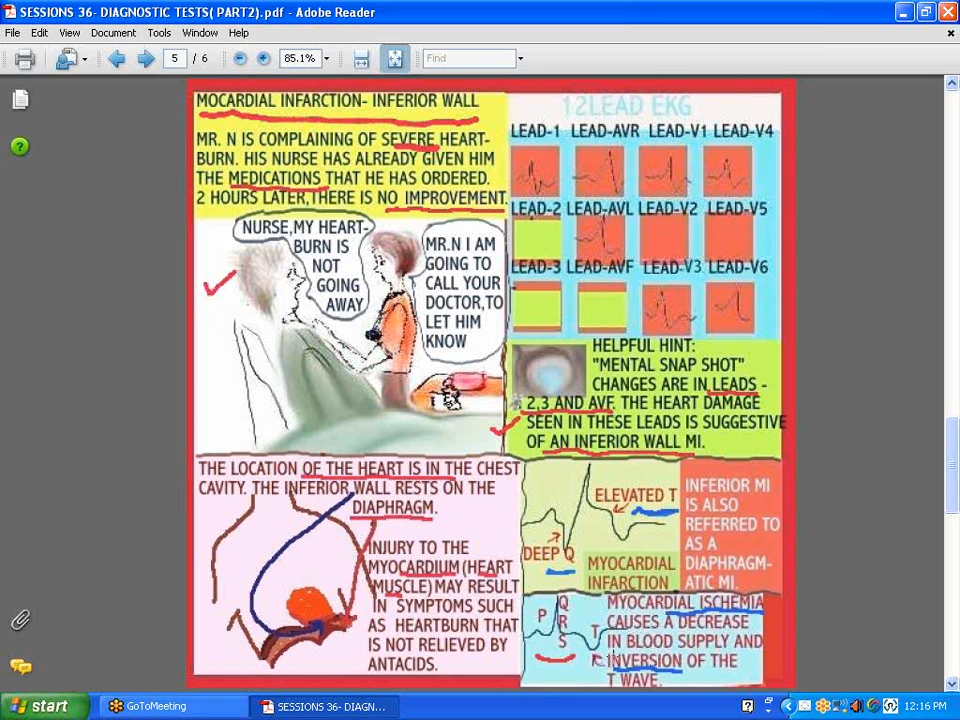 SESSIONS 36- DIAGNOSTIC TESTS( PART2).pdf - Adobe Reader
File Edit View Document Tools Window Help
5 / 6 85.1% Find
MOCARDIAL INFARCTION- INFERIOR WALL
MR. N IS COMPLAINING OF SEVERE HEART-
BURN. HIS NURSE HAS ALREADY GIVEN HIM
THE MEDICATIONS THAT HE HAS ORDERED.
2 HOURS LATER,THERE IS NO IMPROVEMENT.
NURSE,MY HEART-
BURN IS
NOT
GOING
AWAY
MR.N I AM
GOING TO
CALL YOUR
DOCTOR,TO
LET HIM
KNOW
12LEAD EKG
LEAD-1 LEAD-AVR LEAD-V1 LEAD-V4
LEAD-2 LEAD-AVL LEAD-V2 LEAD-V5
LEAD-3 LEAD-AVF LEAD-V3 LEAD-V6
HELPFUL HINT:
"MENTAL SNAP SHOT"
CHANGES ARE IN LEADS -
2,3 AND AVF. THE HEART DAMAGE
SEEN IN THESE LEADS IS SUGGESTIVE
OF AN INFERIOR WALL MI.
THE LOCATION OF THE HEART IS IN THE CHEST
CAVITY. THE INFERIOR WALL RESTS ON THE
DIAPHRAGM.
INJURY TO THE
MYOCARDIUM (HEART
MUSCLE) MAY RESULT
IN SYMPTOMS SUCH
AS HEARTBURN THAT
IS NOT RELIEVED BY
ANTACIDS.
ELEVATED T
DEEP Q
MYOCARDIAL
INFARCTION
INFERIOR MI
IS ALSO
REFERRED TO
AS A
DIAPHRAGM-
ATIC MI.
P
Q
R
S
T
MYOCARDIAL ISCHEMIA
CAUSES A DECREASE
IN BLOOD SUPPLY AND
INVERSION OF THE
T WAVE.
start GoToMeeting SESSIONS 36- DIAGN... 12:16 PM